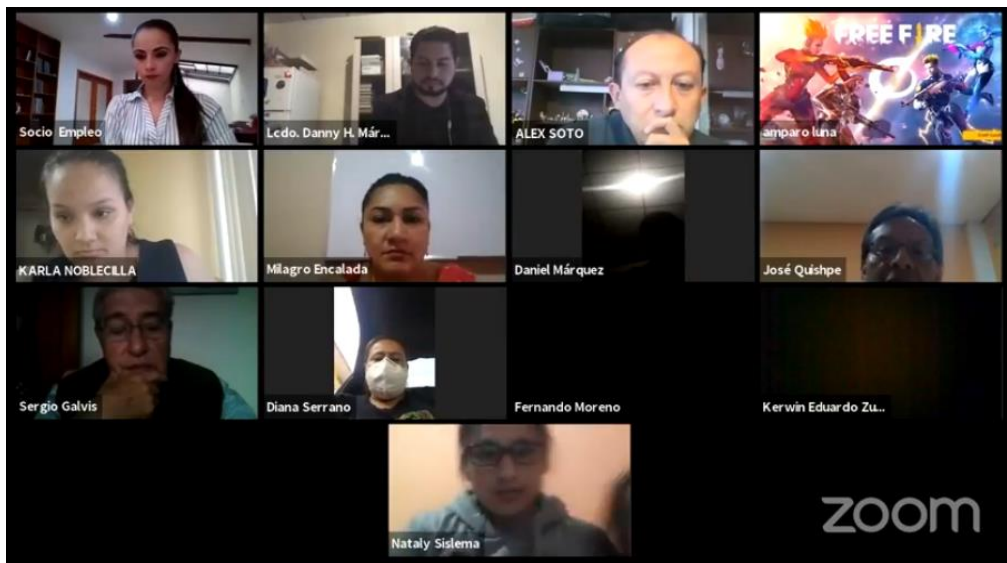 FREE FIRE
Socio Empleo
Lcdo. Danny H. Már...
ALEX SOTO
amparo luna
KARLA NOBLECILLA
Milagro Encalada
Daniel Márquez
José Quishpe
Sergio Galvis
Diana Serrano
Fernando Moreno
Kerwin Eduardo Zu...
Nataly Sislema
zoom